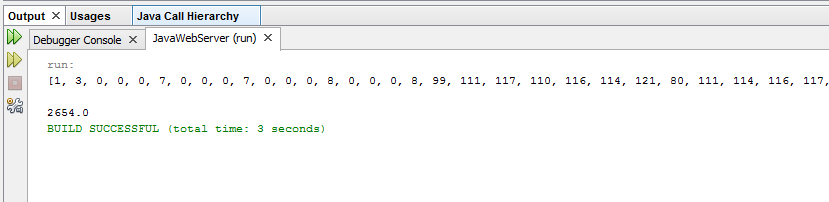 Output Usages Java Call Hierarchy
Debugger Console JavaWebServer (run)
run:
[1, 3, 0, 0, 0, 7, 0, 0, 0, 7, 0, 0, 0, 8, 0, 0, 0, 8, 99, 111, 117, 110, 116, 114, 121, 80, 111, 114, 116, 117,
2654.0
BUILD SUCCESSFUL (total time: 3 seconds)